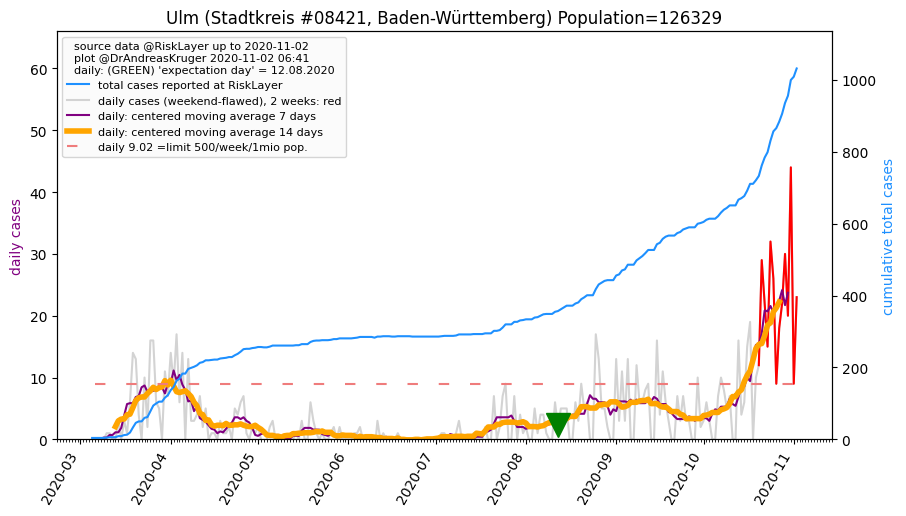 Ulm (Stadtkreis #08421, Baden-Württemberg) Population=126329
source data @RiskLayer up to 2020-11-02
plot @DrAndreasKruger 2020-11-02 06:41
daily: (GREEN) 'expectation day' = 12.08.2020
total cases reported at RiskLayer
daily cases (weekend-flawed), 2 weeks: red
daily: centered moving average 7 days
daily: centered moving average 14 days
daily 9.02 =limit 500/week/1mio pop.
daily cases
60
50
40
30
20
10
0
cumulative total cases
1000
800
600
400
200
0
2020-03
2020-04
2020-05
2020-06
2020-07
2020-08
2020-09
2020-10
2020-11